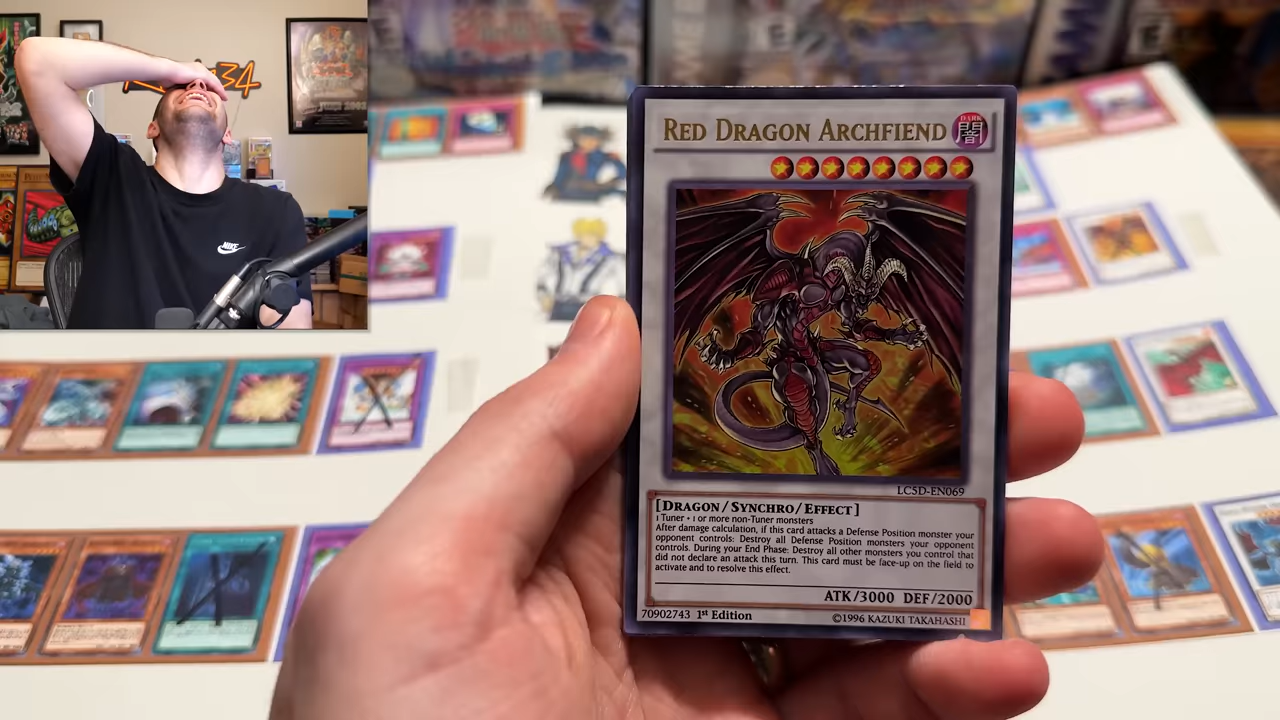 34
NIKE
RED DRAGON ARCHFIEND
DARK
闇
LC5D-EN069
[DRAGON/SYNCHRO/EFFECT]
1 Tuner + 1 or more non-Tuner monsters
After damage calculation, if this card attacks a Defense Position monster your
opponent controls: Destroy all Defense Position monsters your opponent
controls. During your End Phase: Destroy all other monsters you control that
did not declare an attack this turn. This card must be face-up on the field to
activate and to resolve this effect.
ATK/3000 DEF/2000
70902743 1st Edition
©1996 KAZUKI TAKAHASHI